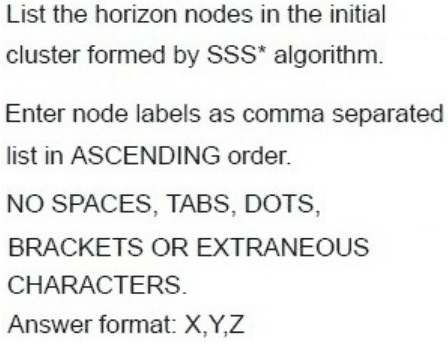 List the horizon nodes in the initial
cluster formed by SSS* algorithm.
Enter node labels as comma separated
list in ASCENDING order.
NO SPACES, TABS, DOTS,
BRACKETS OR EXTRANEOUS
CHARACTERS.
Answer format: X,Y,Z